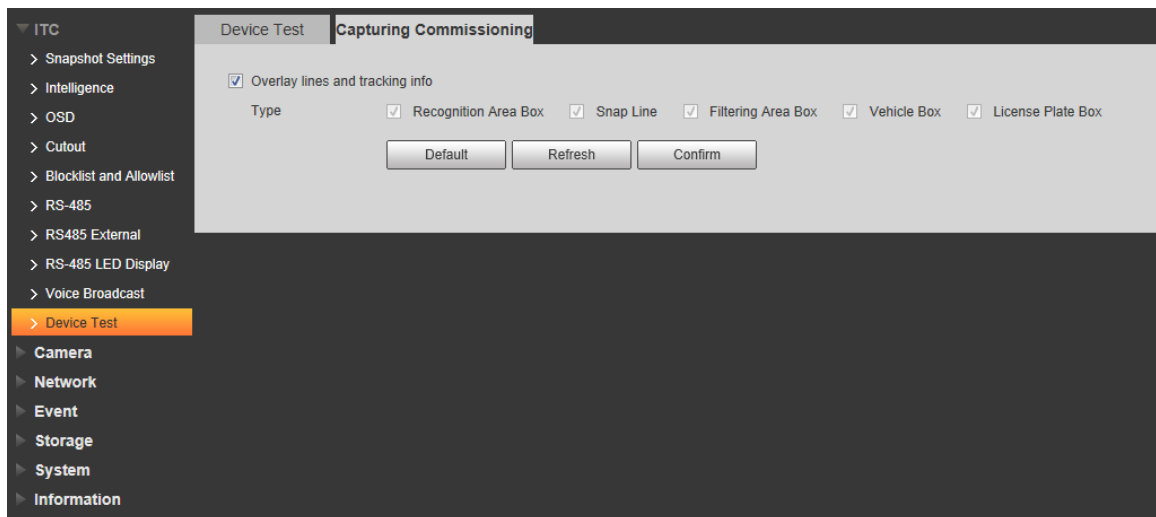 ITC
Snapshot Settings
Intelligence
OSD
Cutout
Blocklist and Allowlist
RS-485
RS485 External
RS-485 LED Display
Voice Broadcast
Device Test
Camera
Network
Event
Storage
System
Information
Device Test Capturing Commissioning
Overlay lines and tracking info
Type Recognition Area Box Snap Line Filtering Area Box Vehicle Box License Plate Box
Default Refresh Confirm